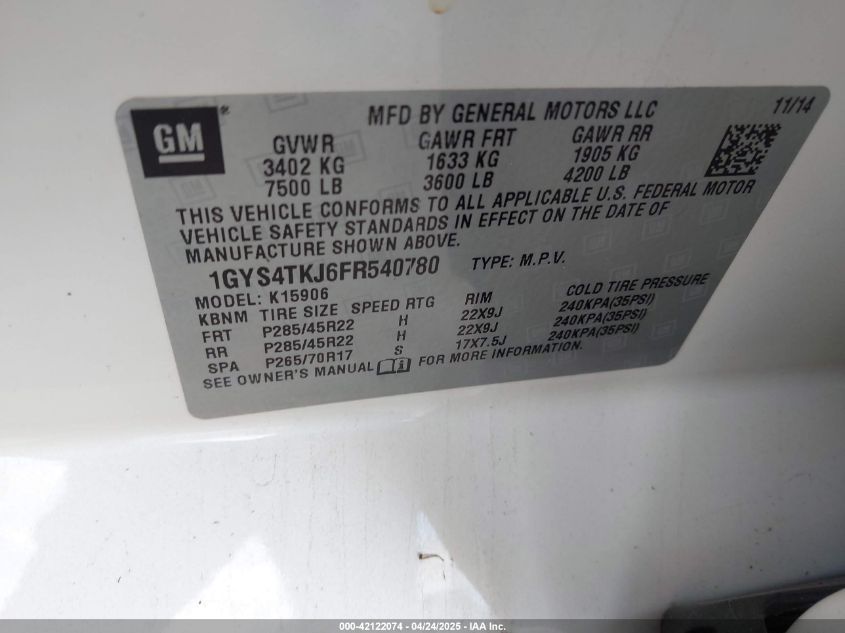 GM
MFD BY GENERAL MOTORS LLC 11/14
GVWR GAWR FRT GAWR RR
3402 KG 1633 KG 1905 KG
7500 LB 3600 LB 4200 LB
THIS VEHICLE CONFORMS TO ALL APPLICABLE U.S. FEDERAL MOTOR
VEHICLE SAFETY STANDARDS IN EFFECT ON THE DATE OF
MANUFACTURE SHOWN ABOVE.
1GYS4TKJ6FR540780 TYPE: M.P.V.
MODEL: K15906
KBNM TIRE SIZE SPEED RTG RIM COLD TIRE PRESSURE
FRT P285/45R22 H 22X9J 240KPA(35PSI)
RR P285/45R22 H 22X9J 240KPA(35PSI)
SPA P265/70R17 S 17X7.5J 240KPA(35PSI)
SEE OWNER'S MANUAL FOR MORE INFORMATION.
000-42122074 - 04/24/2025 - IAA Inc.